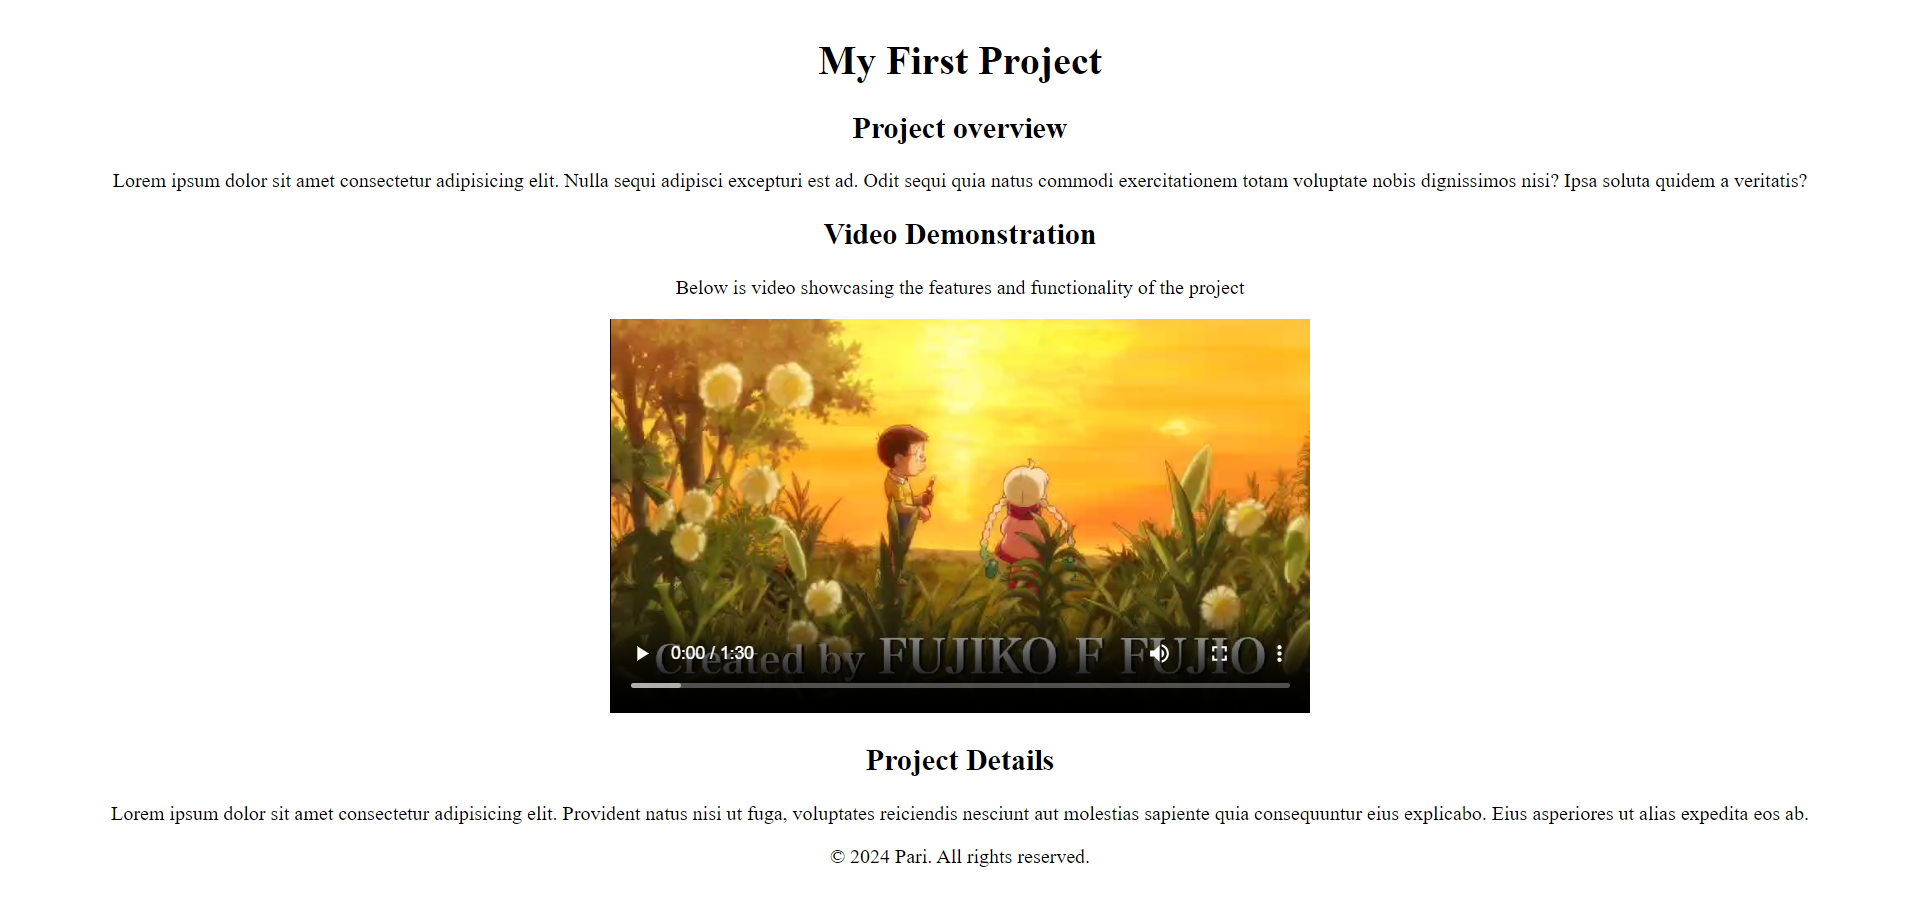 My First Project
Project overview
Lorem ipsum dolor sit amet consectetur adipisicing elit. Nulla sequi adipisci excepturi est ad. Odit sequi quia natus commodi exercitationem totam voluptate nobis dignissimos nisi? Ipsa soluta quidem a veritatis?
Video Demonstration
Below is video showcasing the features and functionality of the project
Created by FUJIKO F FUJIO
0:00 / 1:30
Project Details
Lorem ipsum dolor sit amet consectetur adipisicing elit. Provident natus nisi ut fuga, voluptates reiciendis nesciunt aut molestias sapiente quia consequuntur eius explicabo. Eius asperiores ut alias expedita eos ab.
© 2024 Pari. All rights reserved.